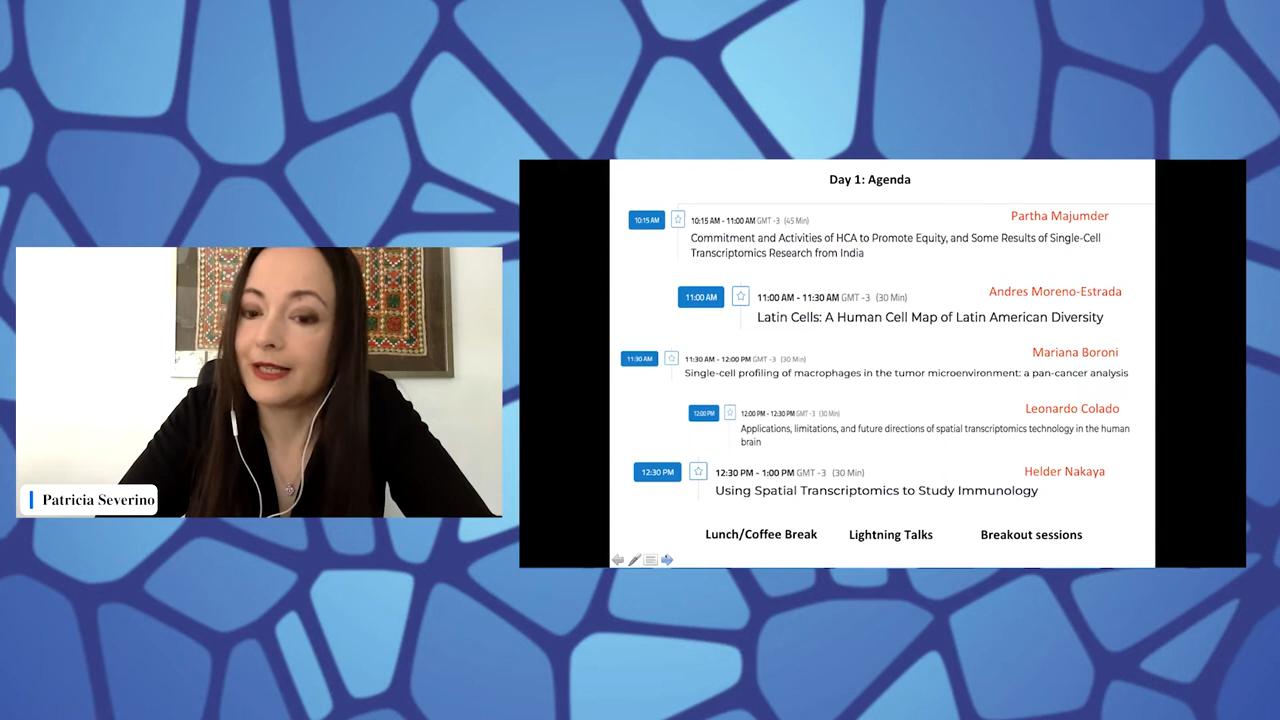 Day 1: Agenda
10:15 AM
10:15 AM - 11:00 AM GMT -3 (45 Min)
Partha Majumder
Commitment and Activities of HCA to Promote Equity, and Some Results of Single-Cell
Transcriptomics Research from India
11:00 AM
11:00 AM - 11:30 AM GMT -3 (30 Min)
Andres Moreno-Estrada
Latin Cells: A Human Cell Map of Latin American Diversity
11:30 AM
11:30 AM - 12:00 PM GMT -3 (30 Min)
Mariana Boroni
Single-cell profiling of macrophages in the tumor microenvironment: a pan-cancer analysis
12:00 PM
12:00 PM - 12:30 PM GMT -3 (30 Min)
Leonardo Colado
Applications, limitations, and future directions of spatial transcriptomics technology in the human
brain
12:30 PM
12:30 PM - 1:00 PM GMT -3 (30 Min)
Helder Nakaya
Using Spatial Transcriptomics to Study Immunology
Lunch/Coffee Break
Lightning Talks
Breakout sessions
Patricia Severino